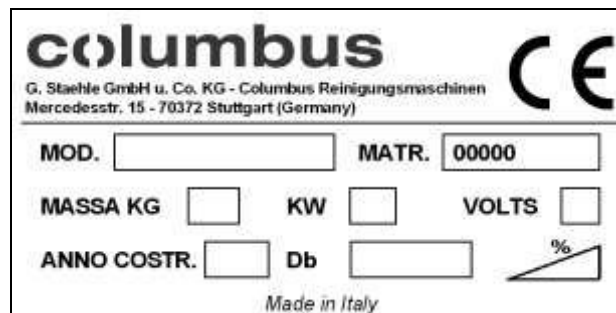 columbus
CE
G. Staehle GmbH u. Co. KG - Columbus Reinigungsmaschinen
Mercedesstr. 15 - 70372 Stuttgart (Germany)
MOD. MATR. 00000
MASSA KG KW VOLTS
ANNO COSTR. Db %
Made in Italy